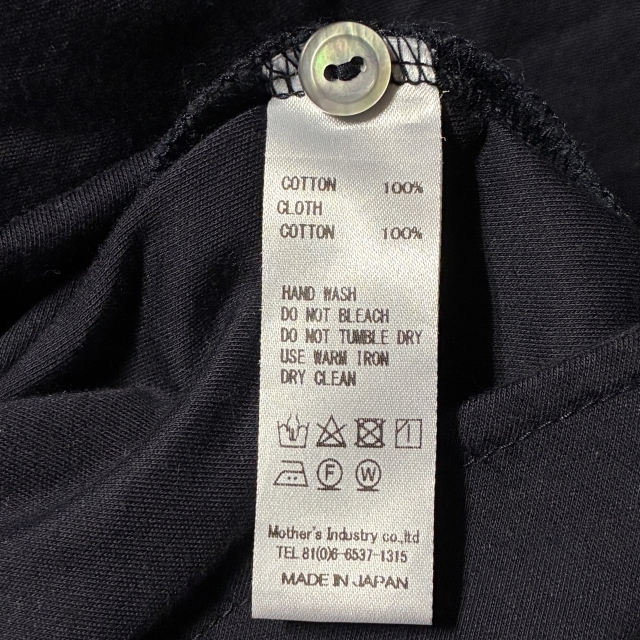 COTTON 100%
CLOTH
COTTON 100%
HAND WASH
DO NOT BLEACH
DO NOT TUMBLE DRY
USE WARM IRON
DRY CLEAN
F W
Mother's Industry co.,ltd
TEL 81(0)6-6537-1315
MADE IN JAPAN